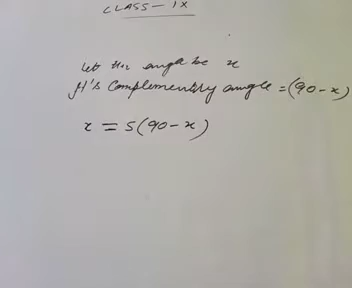 CLASS - IX
let the angle be x
It's Complementry angle = (90 - x)
x = 5(90 - x)